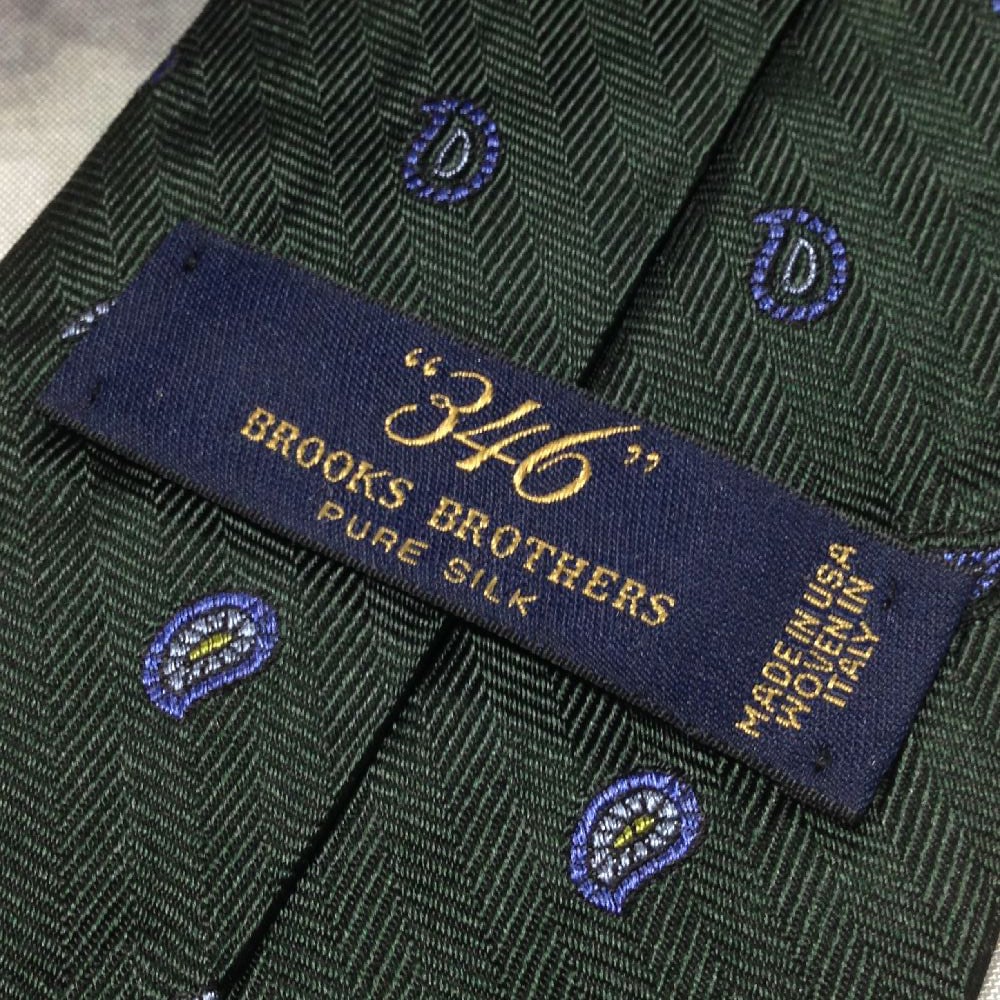 “346”
BROOKS BROTHERS
PURE SILK
MADE IN USA
WOVEN IN
ITALY